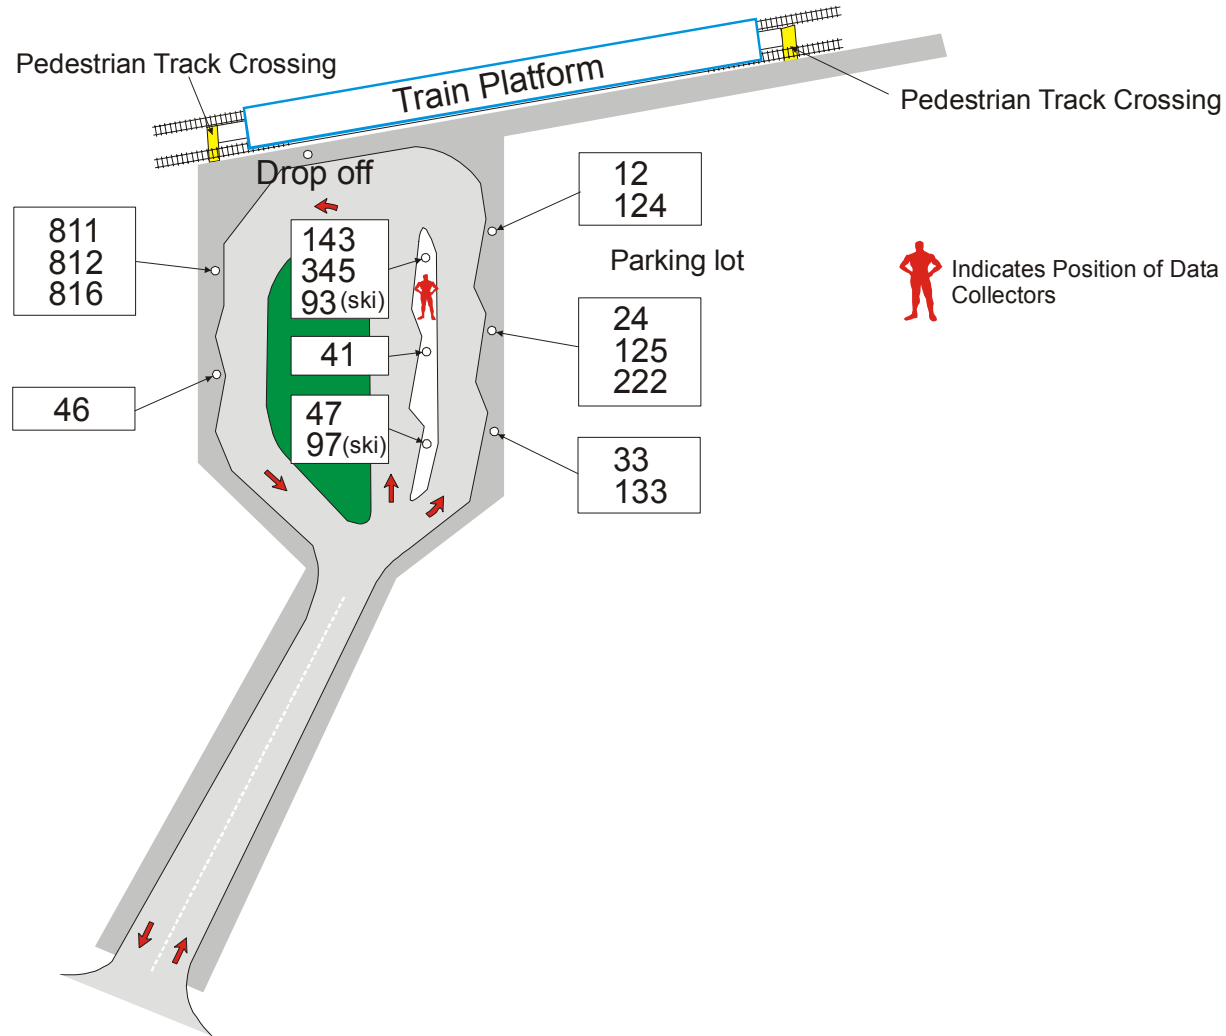 Pedestrian Track Crossing
Train Platform
Pedestrian Track Crossing
Drop off
12
124
811
812
816
143
345
93 (ski)
Parking lot
Indicates Position of Data
Collectors
24
125
222
41
46
47
97 (ski)
33
133